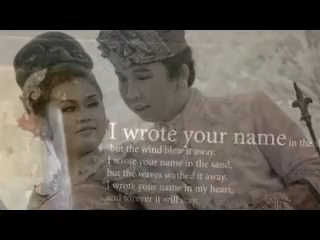 I wrote your name in the
but the wind blew it away.
I wrote your name in the sand,
but the waves washed it away.
I wrote your name in my heart,
and forever it will stay.